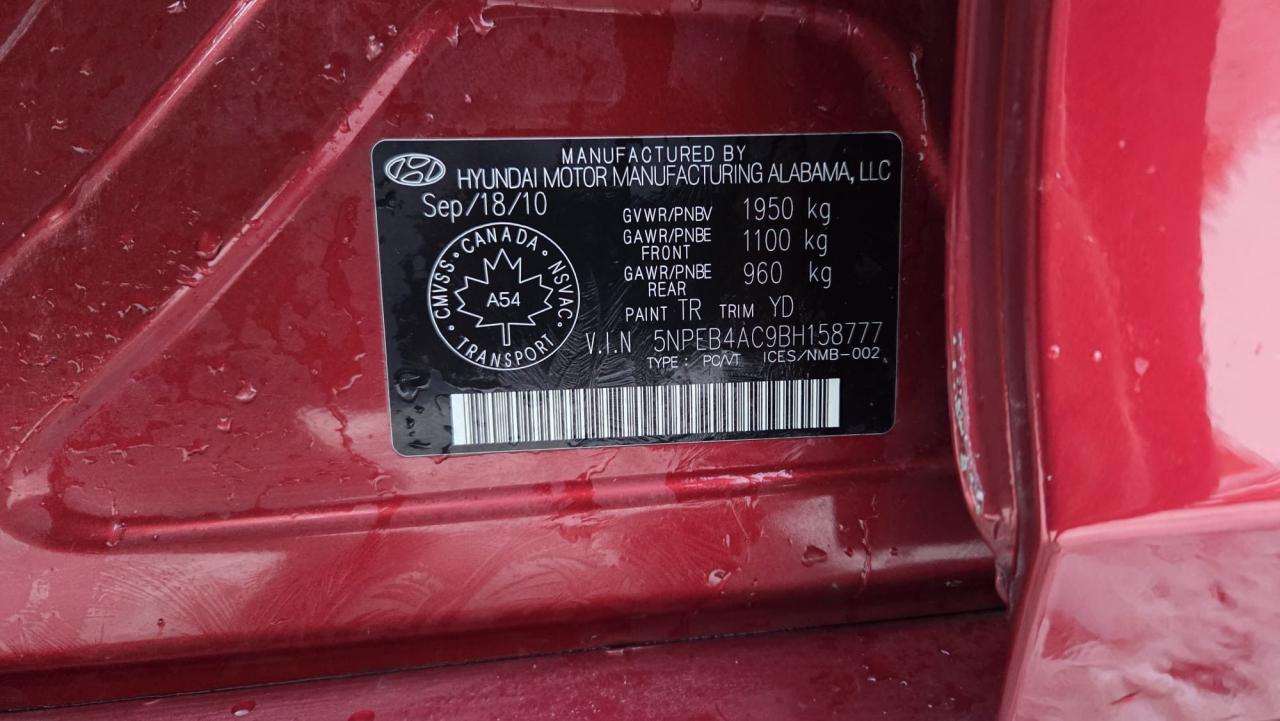 MANUFACTURED BY
HYUNDAI MOTOR MANUFACTURING ALABAMA, LLC
Sep/18/10
GVWR/PNBV 1950 kg
GAWR/PNBE FRONT 1100 kg
GAWR/PNBE REAR 960 kg
CMVSS · CANADA · NSVAC · TRANSPORT ·
A54
PAINT TR TRIM YD
V.I.N 5NPEB4AC9BH158777
TYPE : PC/VT ICES/NMB-002